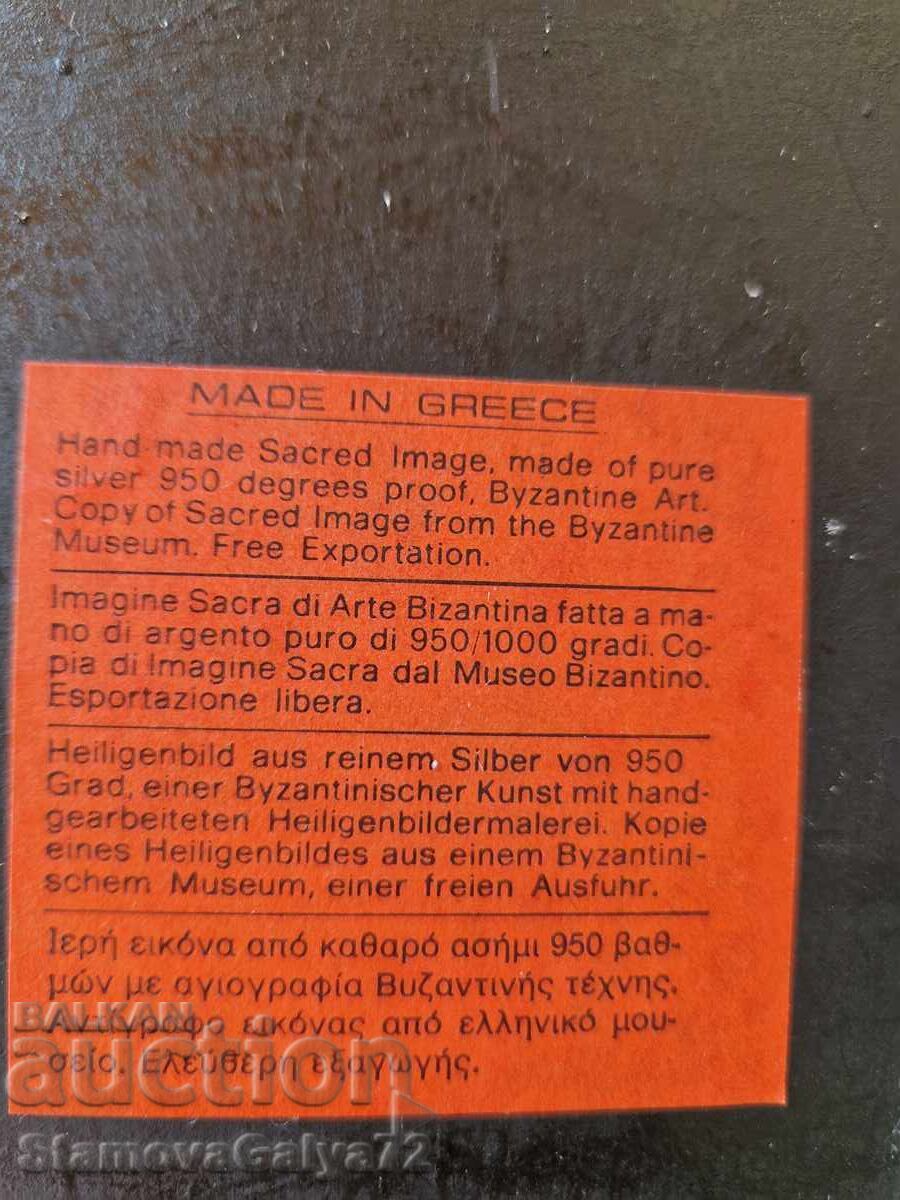 MADE IN GREECE
Hand-made Sacred Image, made of pure
silver 950 degrees proof, Byzantine Art.
Copy of Sacred Image from the Byzantine
Museum. Free Exportation.
Imagine Sacra di Arte Bizantina fatta a ma-
no di argento puro di 950/1000 gradi. Co-
pia di Imagine Sacra dal Museo Bizantino.
Esportazione libera.
Heiligenbild aus reinem Silber von 950
Grad, einer Byzantinischer Kunst mit hand-
gearbeiteten Heiligenbildermalerei. Kopie
eines Heiligenbildes aus einem Byzantini-
schem Museum, einer freien Ausfuhr.
Ιερή εικόνα από καθαρό ασήμι 950 βαθ-
μών με αγιογραφία Βυζαντινής τέχνης.
Αντίγραφο εικόνας από ελληνικό μου-
σείο. Ελεύθερη εξαγωγής.
BALKAN
auction
StamovaGalya72